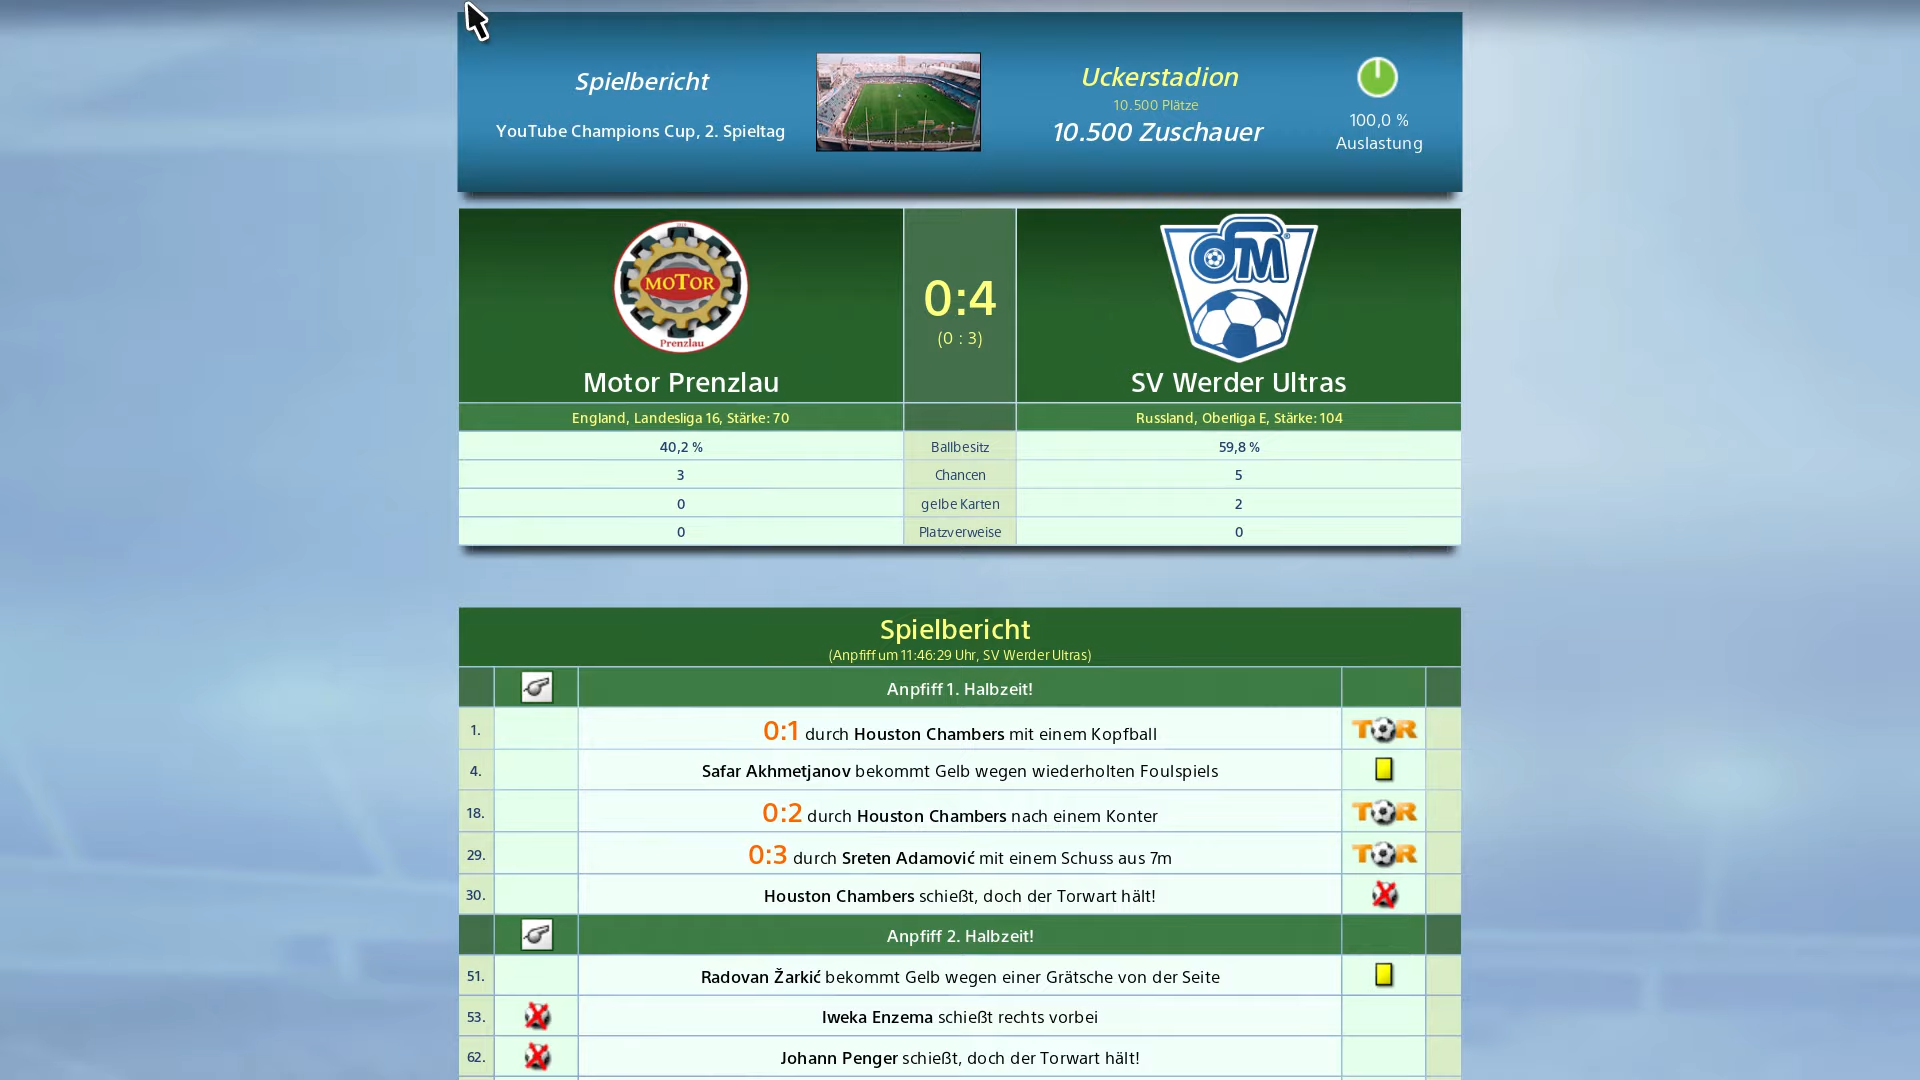 Spielbericht
YouTube Champions Cup, 2. Spieltag
Uckerstadion
10.500 Plätze
10.500 Zuschauer
100,0 %
Auslastung
MOTOR
Prenzlau
OFM
0:4
(0 : 3)
Motor Prenzlau
SV Werder Ultras
England, Landesliga 16, Stärke: 70
Russland, Oberliga E, Stärke: 104
40,2 % Ballbesitz 59,8 %
3 Chancen 5
0 gelbe Karten 2
0 Platzverweise 0
Spielbericht
(Anpfiff um 11:46:29 Uhr, SV Werder Ultras)
Anpfiff 1. Halbzeit!
1. 0:1 durch Houston Chambers mit einem Kopfball TOR
4. Safar Akhmetjanov bekommt Gelb wegen wiederholten Foulspiels
18. 0:2 durch Houston Chambers nach einem Konter TOR
29. 0:3 durch Sreten Adamović mit einem Schuss aus 7m TOR
30. Houston Chambers schießt, doch der Torwart hält!
Anpfiff 2. Halbzeit!
51. Radovan Žarkić bekommt Gelb wegen einer Grätsche von der Seite
53. Iweka Enzema schießt rechts vorbei
62. Johann Penger schießt, doch der Torwart hält!